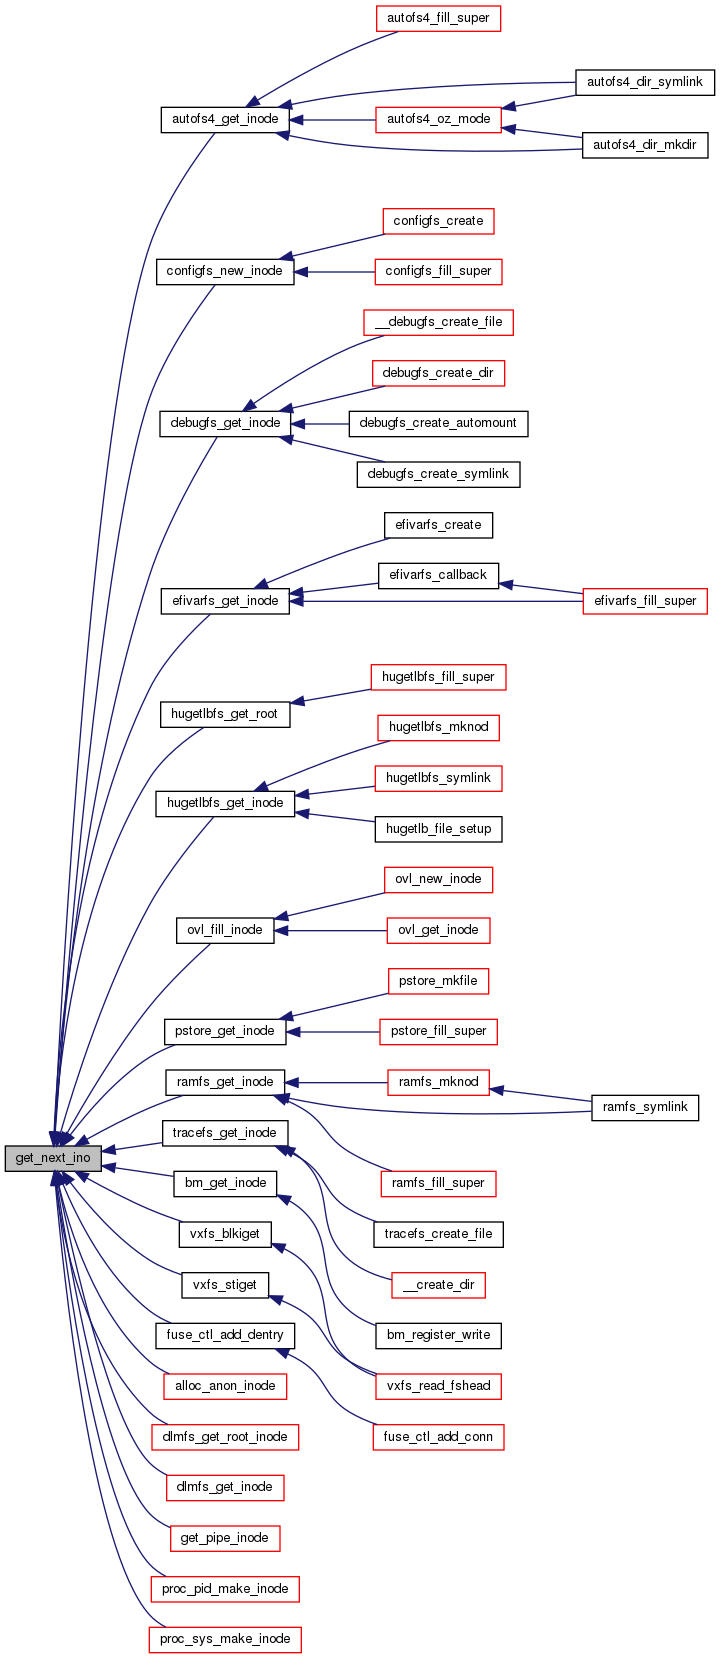 autofs4_fill_super
autofs4_dir_symlink
autofs4_get_inode
autofs4_oz_mode
autofs4_dir_mkdir
configfs_create
configfs_new_inode
configfs_fill_super
__debugfs_create_file
debugfs_create_dir
debugfs_get_inode
debugfs_create_automount
debugfs_create_symlink
efivarfs_create
efivarfs_callback
efivarfs_get_inode
efivarfs_fill_super
hugetlbfs_fill_super
hugetlbfs_get_root
hugetlbfs_mknod
hugetlbfs_symlink
hugetlbfs_get_inode
hugetlb_file_setup
ovl_new_inode
ovl_fill_inode
ovl_get_inode
pstore_mkfile
pstore_get_inode
pstore_fill_super
ramfs_get_inode
ramfs_mknod
ramfs_symlink
tracefs_get_inode
get_next_ino
bm_get_inode
ramfs_fill_super
vxfs_blkiget
tracefs_create_file
vxfs_stiget
__create_dir
fuse_ctl_add_dentry
bm_register_write
alloc_anon_inode
vxfs_read_fshead
dlmfs_get_root_inode
fuse_ctl_add_conn
dlmfs_get_inode
get_pipe_inode
proc_pid_make_inode
proc_sys_make_inode